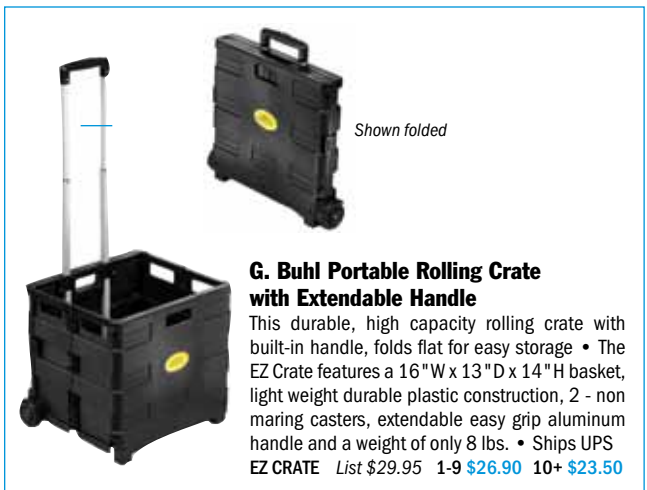 Shown folded
G. Buhl Portable Rolling Crate
with Extendable Handle
This durable, high capacity rolling crate with
built-in handle, folds flat for easy storage • The
EZ Crate features a 16"W x 13"D x 14"H basket,
light weight durable plastic construction, 2 - non
maring casters, extendable easy grip aluminum
handle and a weight of only 8 lbs. • Ships UPS
EZ CRATE List $29.95 1-9 $26.90 10+ $23.50